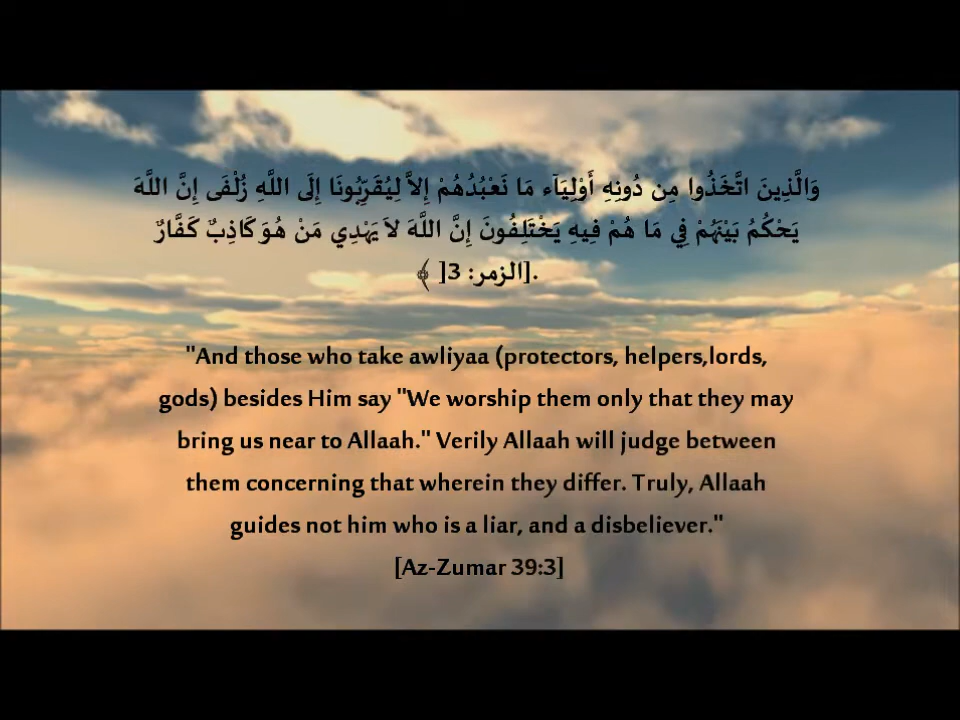 وَالَّذِينَ اتَّخَذُوا مِن دُونِهِ أَوْلِيَآء مَا نَعْبُدُهُمْ إِلاَّ لِيُقَرِّبُونَا إِلَى اللَّهِ زُلْفَى إِنَّ اللَّهَ
يَحْكُمُ بَيْنَهُمْ فِي مَا هُمْ فِيهِ يَخْتَلِفُونَ إِنَّ اللَّهَ لاَ يَهْدِي مَنْ هُوَ كَاذِبٌ كَفَّارٌ
.[الزمر: 3[ ﴾
"And those who take awliyaa (protectors, helpers,lords,
gods) besides Him say "We worship them only that they may
bring us near to Allaah." Verily Allaah will judge between
them concerning that wherein they differ. Truly, Allaah
guides not him who is a liar, and a disbeliever."
[Az-Zumar 39:3]